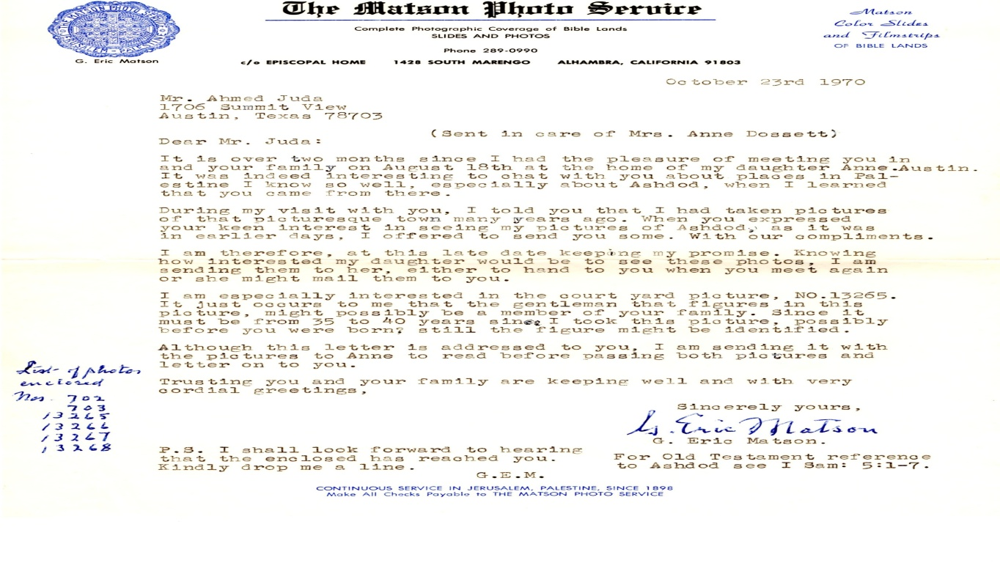 THE MATSON PHOTO SERVICE
JERUSALEM - PALESTINE
G. Eric Matson
The Matson Photo Service
Complete Photographic Coverage of Bible Lands
SLIDES AND PHOTOS
Phone 289-0990
c/o EPISCOPAL HOME 1428 SOUTH MARENGO ALHAMBRA, CALIFORNIA 91803
Matson
Color Slides
and Filmstrips
OF BIBLE LANDS
October 23rd 1970
Mr. Ahmed Juda
1706 Summit View
Austin, Texas 78703
(Sent in care of Mrs. Anne Dossett)
Dear Mr. Juda:
It is over two months since I had the pleasure of meeting you in
and your family on August 18th at the home of my daughter Anne.Austin.
It was indeed interesting to chat with you about places in Pal-
estine I know so well, especially about Ashdod, when I learned
that you came from there.
During my visit with you, I told you that I had taken pictures
of that picturesque town many years ago. When you expressed
your keen interest in seeing my pictures of Ashdod, as it was
in earlier days, I offered to send you some. With our compliments.
I am therefore, at this late date keeping my promise. Knowing
how interested my daughter would be to see these photos, I am
sending them to her, either to hand to you when you meet again
or she might mail them to you.
I am especially interested in the court yard picture, NO.13265.
It just occurs to me that the gentleman that figures in this
picture, might possibly be a member of your family. Since it
must be from 35 to 40 years since I took this picture, possibly
before you were born? still the figure might be identified.
Although this letter is addressed to you, I am sending it with
the pictures to Anne to read before passing both pictures and
letter on to you.
Trusting you and your family are keeping well and with very
cordial greetings,
Sincerely yours,
G. Eric Matson
G. Eric Matson.
List of photos
enclosed
Nos. 702
703
13265
13266
13267
13268
P.S. I shall look forward to hearing
that the enclosed has reached you.
Kindly drop me a line.
G.E.M.
For Old Testament reference
to Ashdod see I Sam: 5:1-7.
CONTINUOUS SERVICE IN JERUSALEM, PALESTINE, SINCE 1898
Make All Checks Payable to THE MATSON PHOTO SERVICE